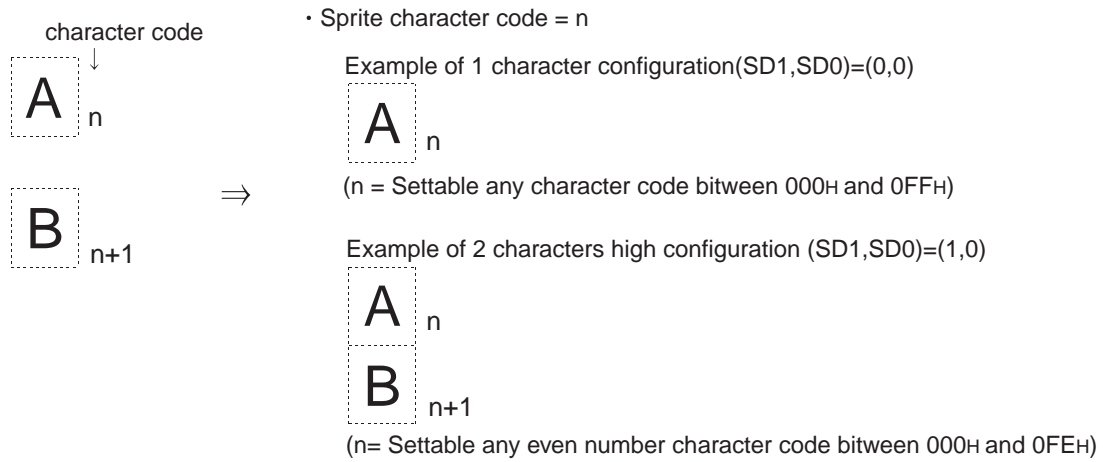 character code
↓
A n
B n+1
⇒
・Sprite character code = n
Example of 1 character configuration(SD1,SD0)=(0,0)
A n
(n = Settable any character code bitween 000H and 0FFH)
Example of 2 characters high configuration (SD1,SD0)=(1,0)
A n
B n+1
(n= Settable any even number character code bitween 000H and 0FEH)